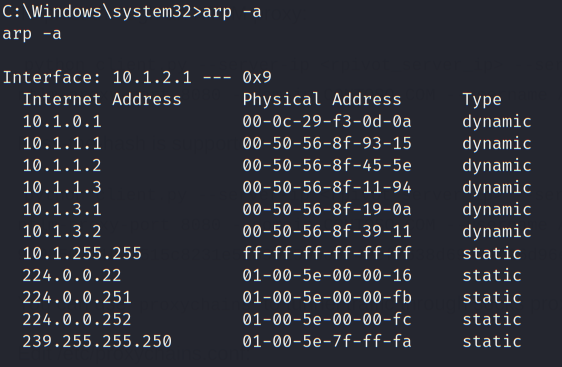 C:\Windows\system32>arp -a
arp -a
Interface: 10.1.2.1 --- 0x9
Internet Address Physical Address Type
10.1.0.1 00-0c-29-f3-0d-0a dynamic
10.1.1.1 00-50-56-8f-93-15 dynamic
10.1.1.2 00-50-56-8f-45-5e dynamic
10.1.1.3 00-50-56-8f-11-94 dynamic
10.1.3.1 00-50-56-8f-19-0a dynamic
10.1.3.2 00-50-56-8f-39-11 dynamic
10.1.255.255 ff-ff-ff-ff-ff-ff static
224.0.0.22 01-00-5e-00-00-16 static
224.0.0.251 01-00-5e-00-00-fb static
224.0.0.252 01-00-5e-00-00-fc static
239.255.255.250 01-00-5e-7f-ff-fa static